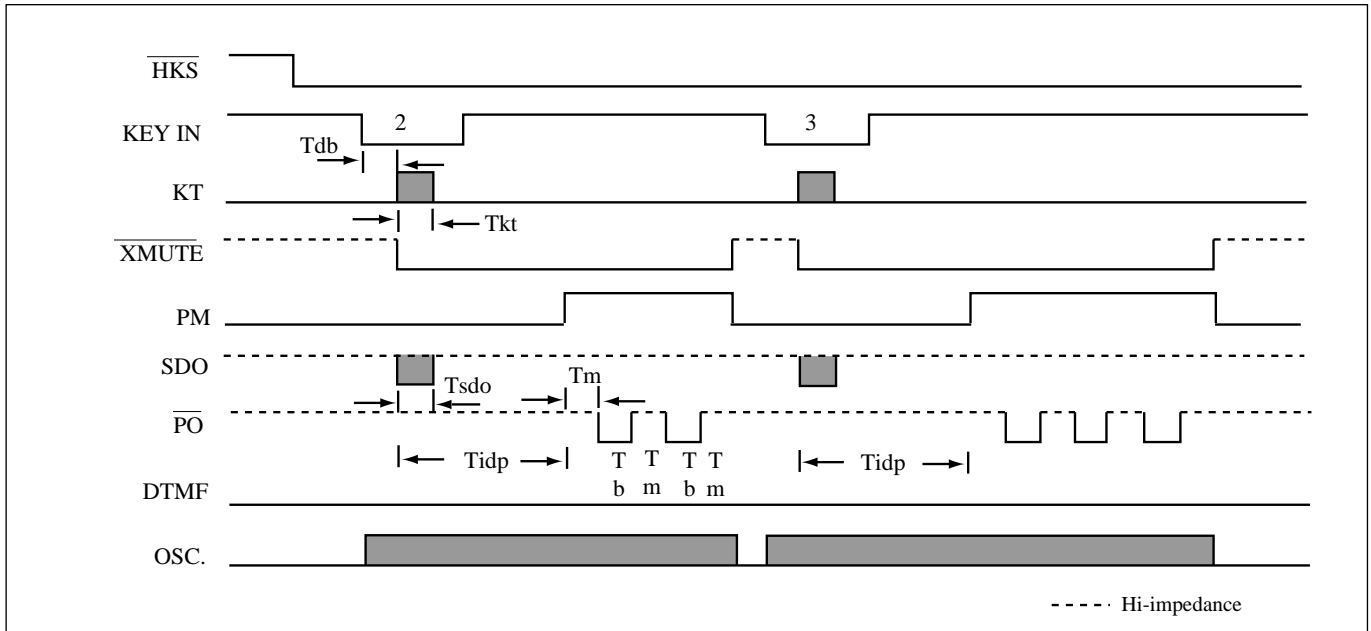 HKS
KEY IN
2
3
Tdb
KT
Tkt
XMUTE
PM
SDO
Tsdo
Tm
PO
Tidp
T
b
T
m
T
b
T
m
Tidp
DTMF
OSC.
Hi-impedance